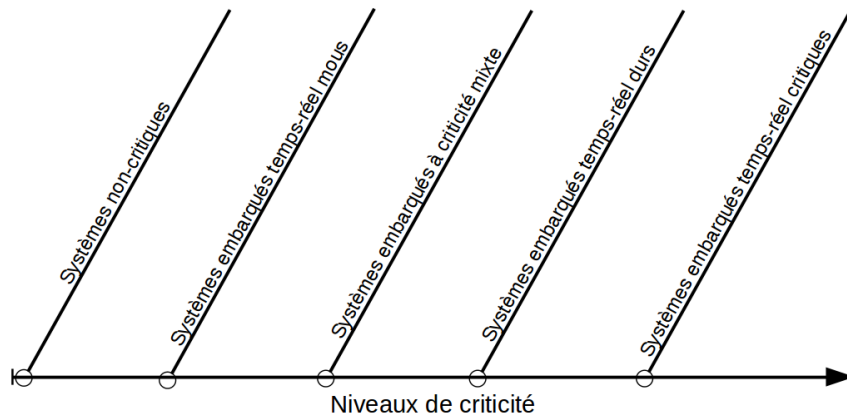 Systèmes non-critiques
Systèmes embarqués temps-réel mous
Systèmes embarqués à criticité mixte
Systèmes embarqués temps-réel durs
Systèmes embarqués temps-réel critiques
Niveaux de criticité